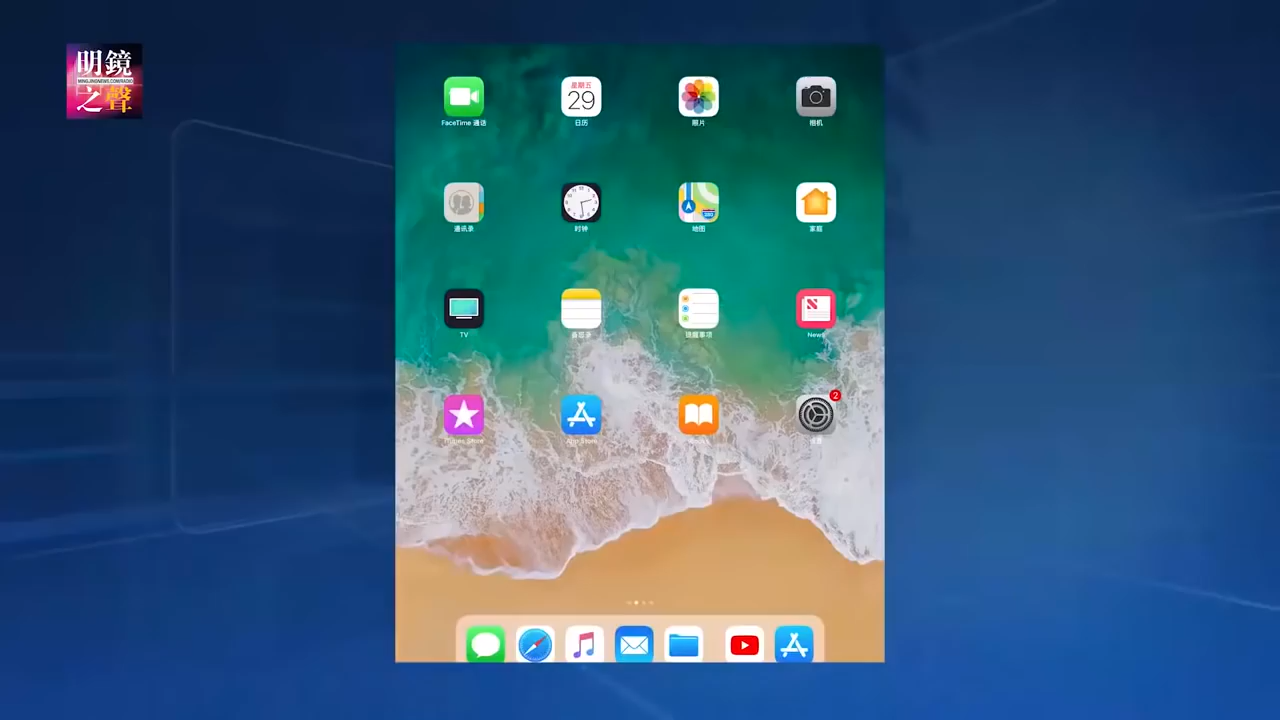 明鏡
MINGJINGNEWS.COM/RADIO
之聲
星期五
29
FaceTime 通话
日历
照片
相机
通讯录
时钟
地图
家庭
TV
备忘录
提醒事项
News
2
iTunes Store
App Store
设置